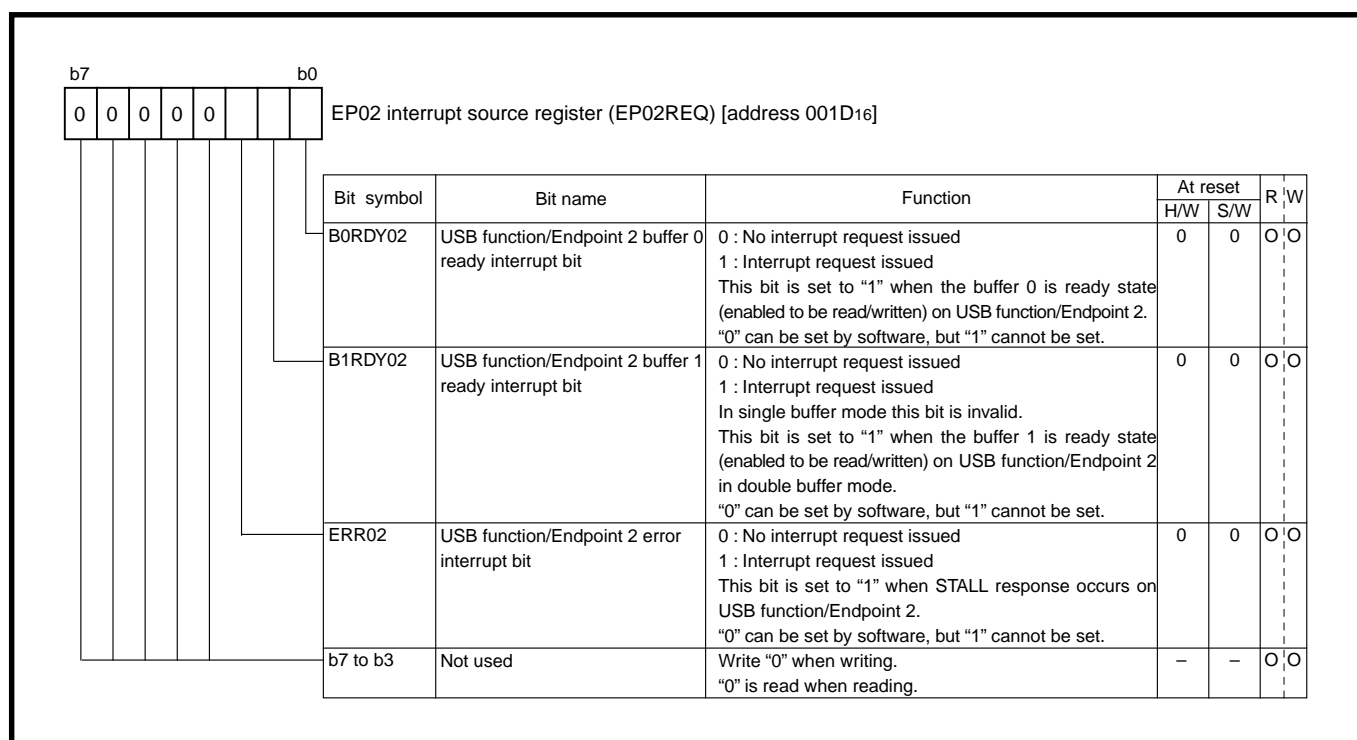 b7 b0
0 0 0 0 0 EP02 interrupt source register (EP02REQ) [address 001D16]
Bit symbol Bit name Function At reset R W
H/W S/W
B0RDY02 USB function/Endpoint 2 buffer 0 0 : No interrupt request issued 0 0 O O
ready interrupt bit 1 : Interrupt request issued
This bit is set to “1” when the buffer 0 is ready state
(enabled to be read/written) on USB function/Endpoint 2.
“0” can be set by software, but “1” cannot be set.
B1RDY02 USB function/Endpoint 2 buffer 1 0 : No interrupt request issued 0 0 O O
ready interrupt bit 1 : Interrupt request issued
In single buffer mode this bit is invalid.
This bit is set to “1” when the buffer 1 is ready state
(enabled to be read/written) on USB function/Endpoint 2
in double buffer mode.
“0” can be set by software, but “1” cannot be set.
ERR02 USB function/Endpoint 2 error 0 : No interrupt request issued 0 0 O O
interrupt bit 1 : Interrupt request issued
This bit is set to “1” when STALL response occurs on
USB function/Endpoint 2.
“0” can be set by software, but “1” cannot be set.
b7 to b3 Not used Write “0” when writing. – – O O
“0” is read when reading.